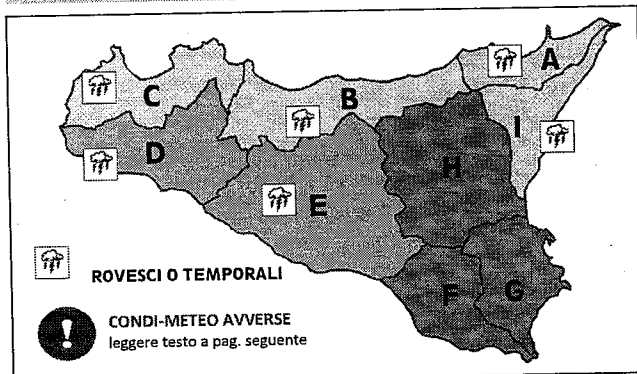 A
C
B
I
D
H
E
F
G
ROVESCI O TEMPORALI
CONDI-METEO AVVERSE
leggere testo a pag. seguente